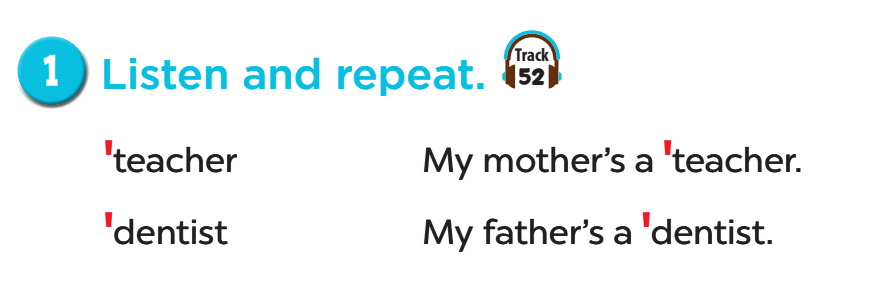 1 Listen and repeat. Track 52
'teacher My mother’s a 'teacher.
'dentist My father’s a 'dentist.